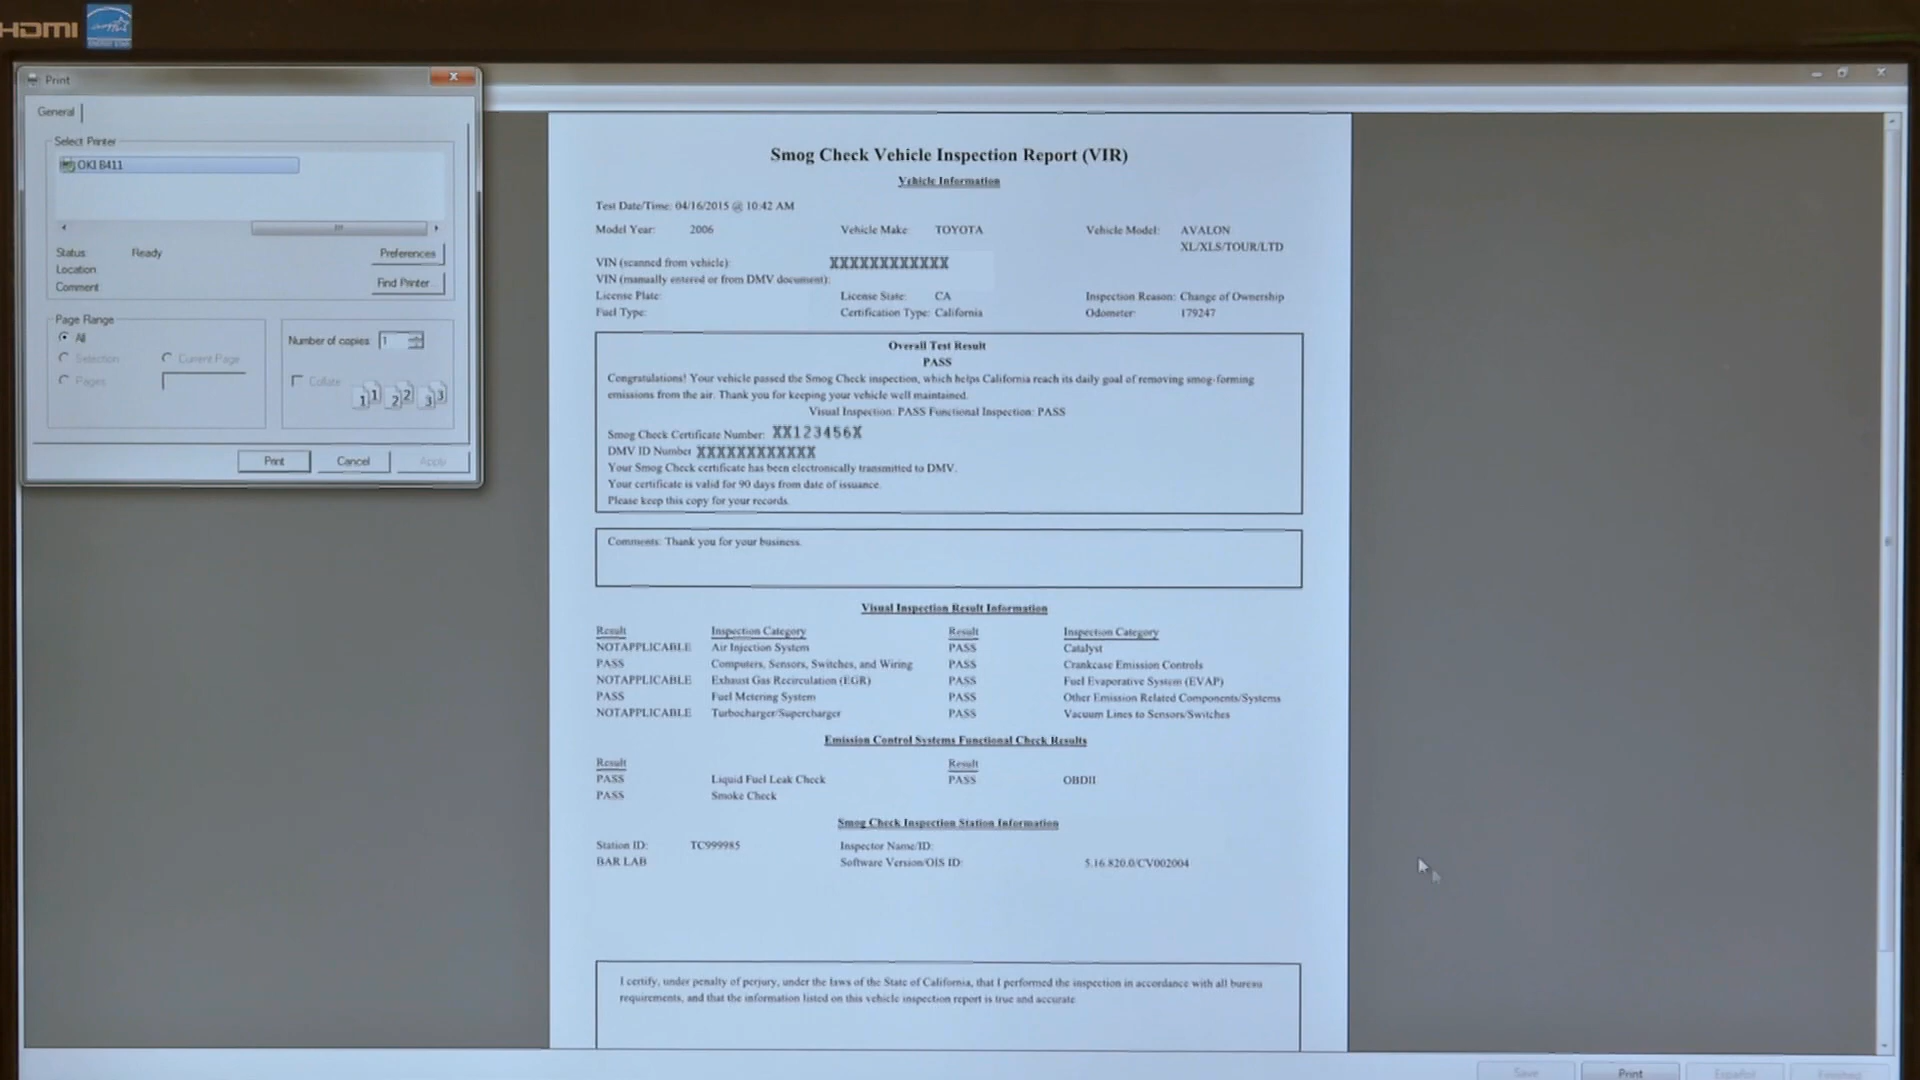 HDMI
ENERGY STAR
Print
General
Select Printer
OKI B411
Status: Ready
Preferences
Location
Comment
Find Printer
Page Range
All
Selection
Current Page
Pages
Number of copies: 1
Collate
11 22 33
Print
Cancel
Apply
Smog Check Vehicle Inspection Report (VIR)
Vehicle Information
Test Date/Time: 04/16/2015 @ 10:42 AM
Model Year: 2006 Vehicle Make: TOYOTA Vehicle Model: AVALON
XL/XLS/TOUR/LTD
VIN (scanned from vehicle): XXXXXXXXXXXX
VIN (manually entered or from DMV document):
License Plate: License State: CA Inspection Reason: Change of Ownership
Fuel Type: Certification Type: California Odometer: 179247
Overall Test Result
PASS
Congratulations! Your vehicle passed the Smog Check inspection, which helps California reach its daily goal of removing smog-forming
emissions from the air. Thank you for keeping your vehicle well maintained.
Visual Inspection: PASS Functional Inspection: PASS
Smog Check Certificate Number: XX123456X
DMV ID Number XXXXXXXXXXXX
Your Smog Check certificate has been electronically transmitted to DMV.
Your certificate is valid for 90 days from date of issuance.
Please keep this copy for your records.
Comments: Thank you for your business.
Visual Inspection Result Information
Result Inspection Category Result Inspection Category
NOTAPPLICABLE Air Injection System PASS Catalyst
PASS Computers, Sensors, Switches, and Wiring PASS Crankcase Emission Controls
NOTAPPLICABLE Exhaust Gas Recirculation (EGR) PASS Fuel Evaporative System (EVAP)
PASS Fuel Metering System PASS Other Emission Related Components/Systems
NOTAPPLICABLE Turbocharger/Supercharger PASS Vacuum Lines to Sensors/Switches
Emission Control Systems Functional Check Results
Result Result
PASS Liquid Fuel Leak Check PASS OBDII
PASS Smoke Check
Smog Check Inspection Station Information
Station ID: TC999985 Inspector Name/ID:
BAR LAB Software Version/OIS ID: 5.16.820.0/CV002004
I certify, under penalty of perjury, under the laws of the State of California, that I performed the inspection in accordance with all bureau
requirements, and that the information listed on this vehicle inspection report is true and accurate.
Save
Print
Español
Finished